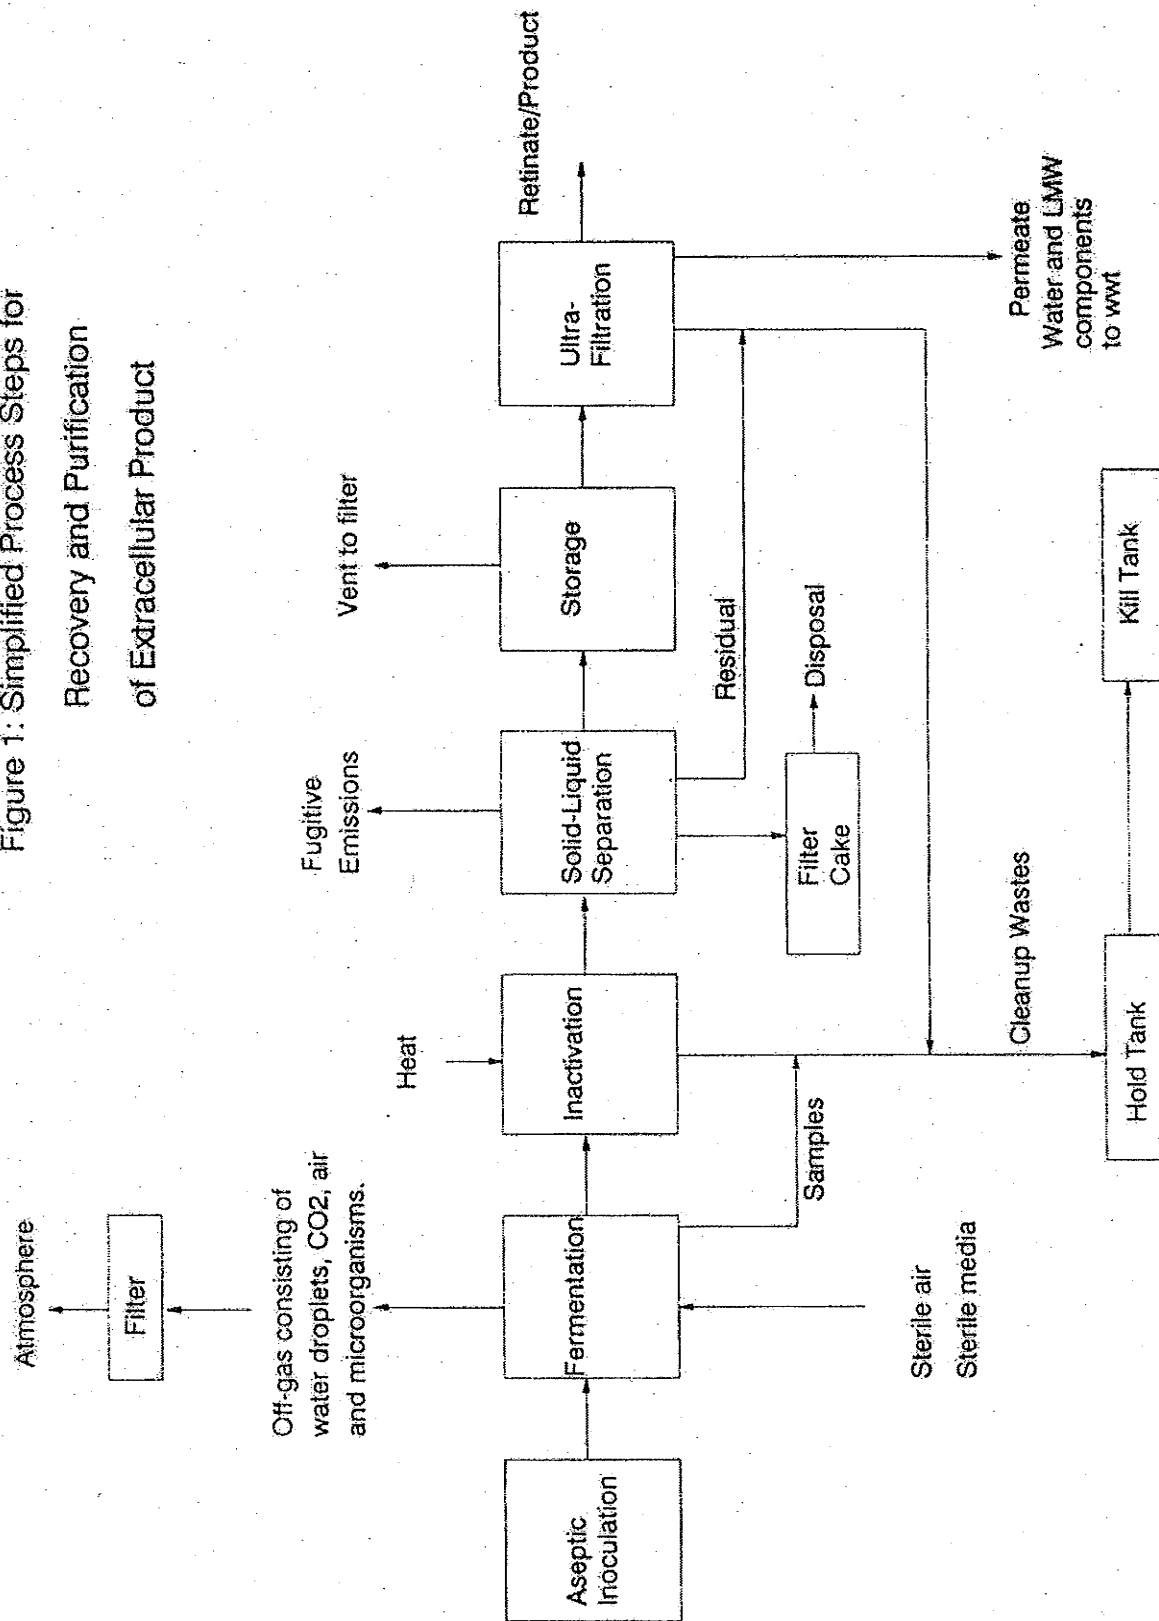 Figure 1: Simplified Process Steps for
Recovery and Purification
of Extracellular Product
Atmosphere
Filter
Off-gas consisting of
water droplets, CO2, air
and microorganisms.
Heat
Fugitive
Emissions
Vent to filter
Retinate/Product
Aseptic
Inoculation
Fermentation
Inactivation
Solid-Liquid
Separation
Storage
Ultra-
Filtration
Samples
Residual
Filter
Cake
Disposal
Sterile air
Sterile media
Cleanup Wastes
Permeate
Water and LMW
components
to wwt
Hold Tank
Kill Tank